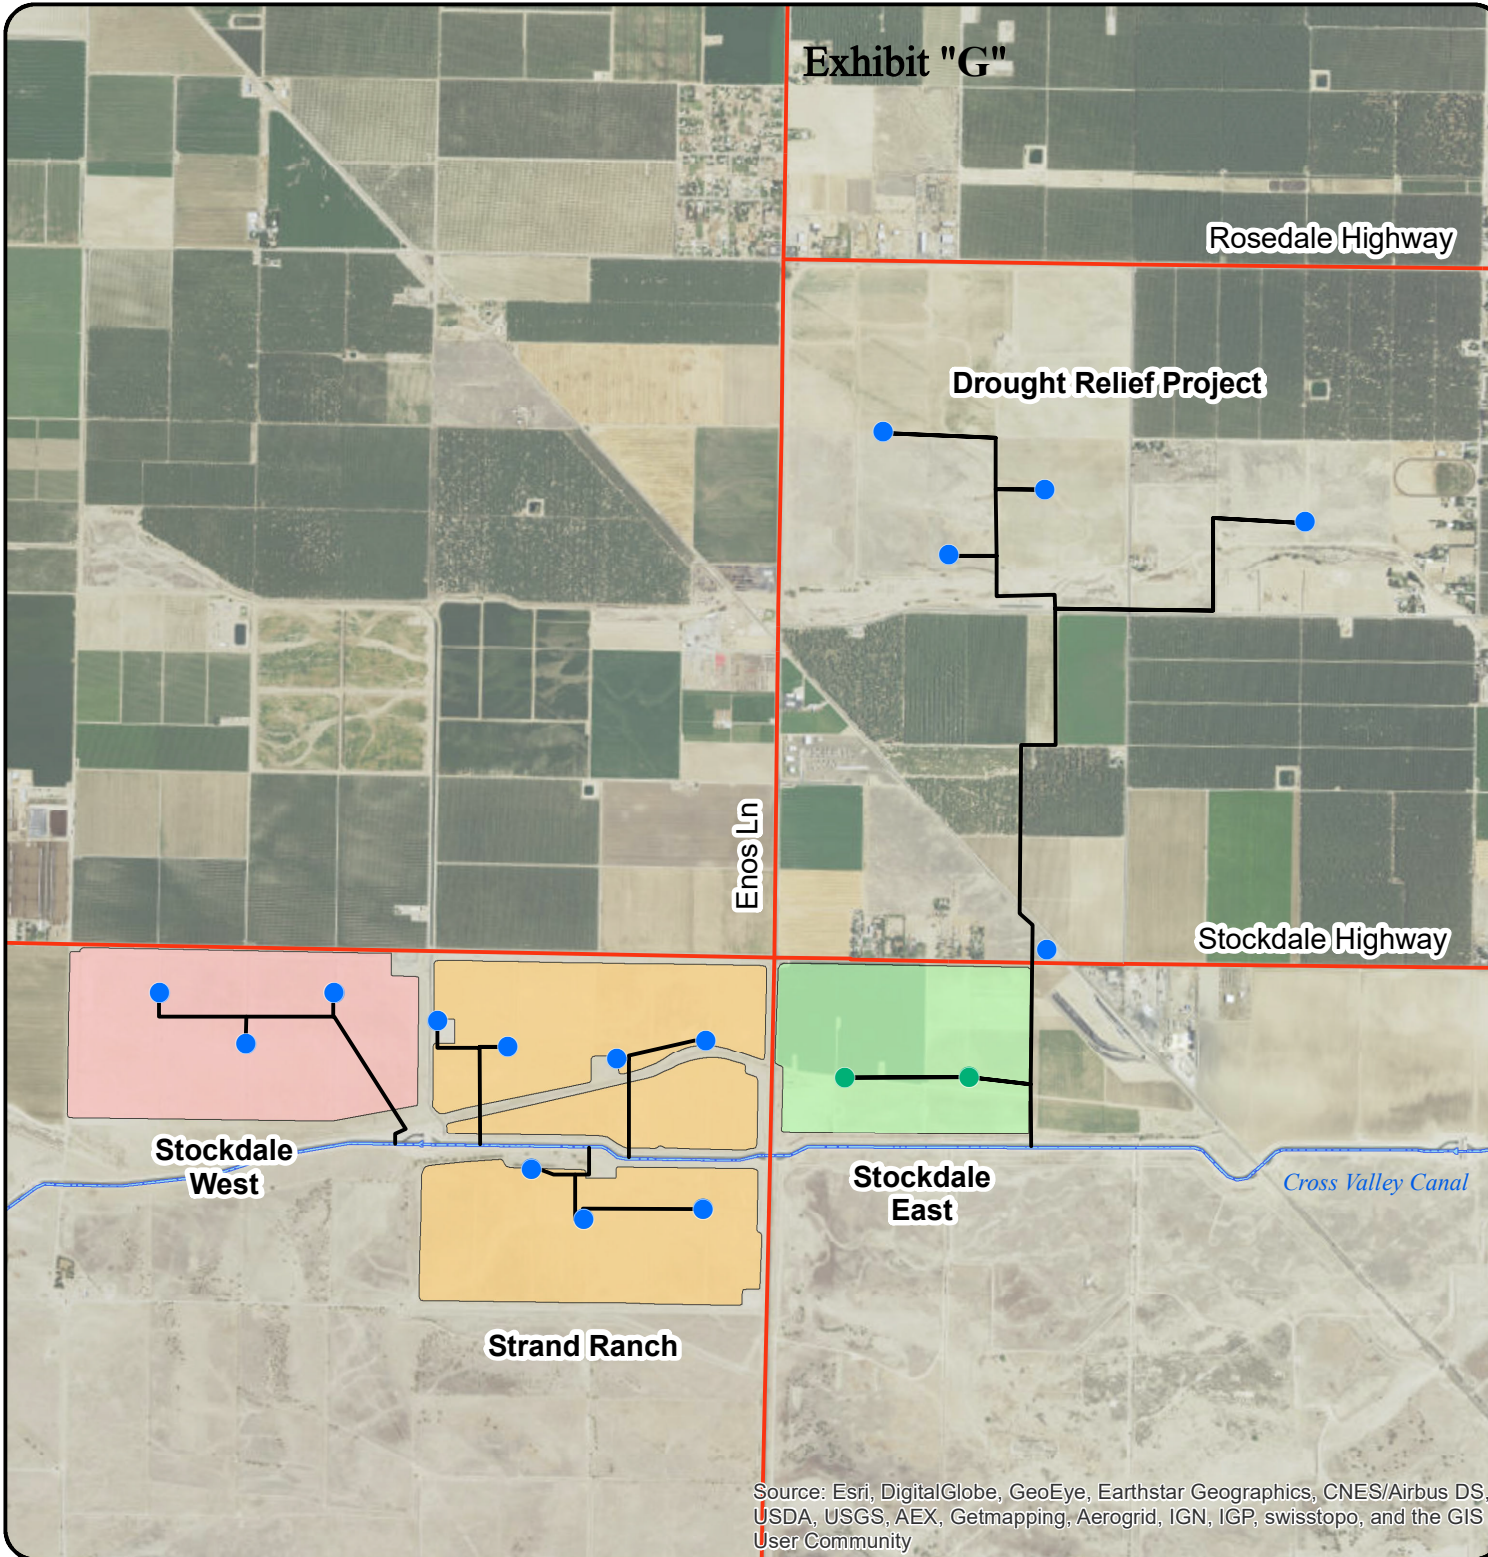 Exhibit "G"
Rosedale Highway
Drought Relief Project
Enos Ln
Stockdale Highway
Stockdale
West
Stockdale
East
Cross Valley Canal
Strand Ranch
Source: Esri, DigitalGlobe, GeoEye, Earthstar Geographics, CNES/Airbus DS,
USDA, USGS, AEX, Getmapping, Aerogrid, IGN, IGP, swisstopo, and the GIS
User Community